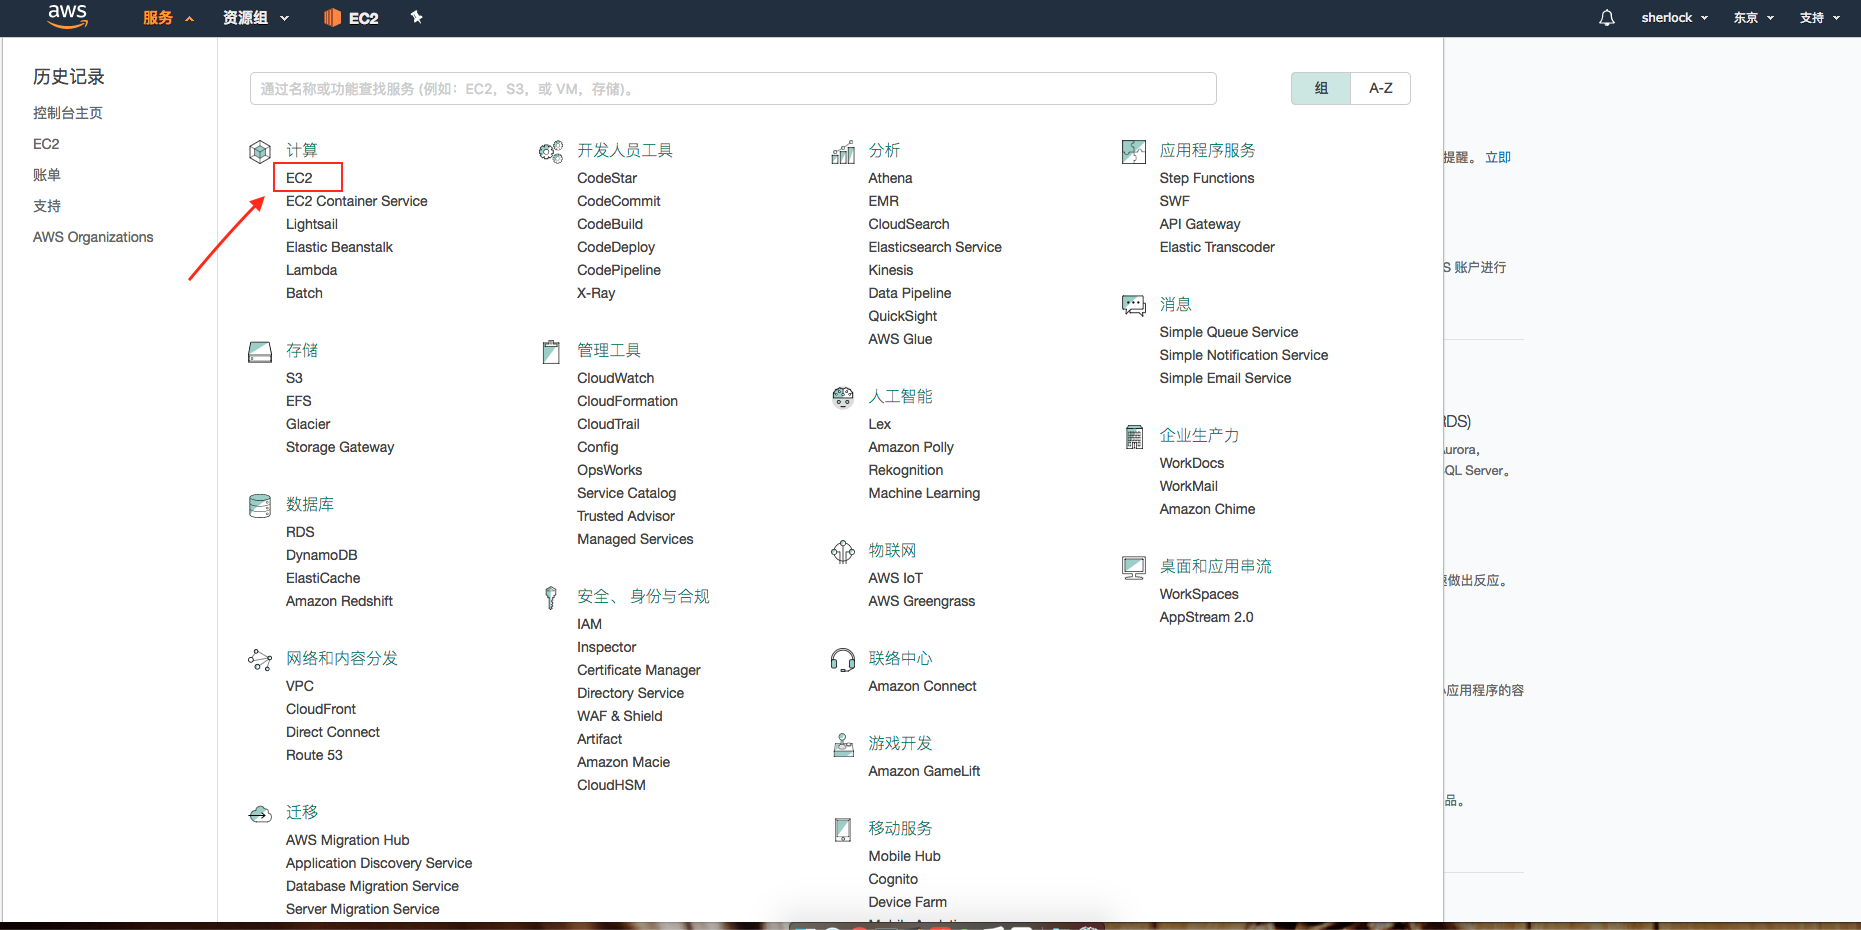 aws
服务
资源组
EC2
sherlock
东京
支持
历史记录
控制台主页
EC2
账单
支持
AWS Organizations
通过名称或功能查找服务 (例如：EC2，S3，或 VM，存储)。
组
A-Z
计算
EC2
EC2 Container Service
Lightsail
Elastic Beanstalk
Lambda
Batch
存储
S3
EFS
Glacier
Storage Gateway
数据库
RDS
DynamoDB
ElastiCache
Amazon Redshift
网络和内容分发
VPC
CloudFront
Direct Connect
Route 53
迁移
AWS Migration Hub
Application Discovery Service
Database Migration Service
Server Migration Service
开发人员工具
CodeStar
CodeCommit
CodeBuild
CodeDeploy
CodePipeline
X-Ray
管理工具
CloudWatch
CloudFormation
CloudTrail
Config
OpsWorks
Service Catalog
Trusted Advisor
Managed Services
安全、 身份与合规
IAM
Inspector
Certificate Manager
Directory Service
WAF & Shield
Artifact
Amazon Macie
CloudHSM
分析
Athena
EMR
CloudSearch
Elasticsearch Service
Kinesis
Data Pipeline
QuickSight
AWS Glue
人工智能
Lex
Amazon Polly
Rekognition
Machine Learning
物联网
AWS IoT
AWS Greengrass
联络中心
Amazon Connect
游戏开发
Amazon GameLift
移动服务
Mobile Hub
Cognito
Device Farm
应用程序服务
Step Functions
SWF
API Gateway
Elastic Transcoder
消息
Simple Queue Service
Simple Notification Service
Simple Email Service
企业生产力
WorkDocs
WorkMail
Amazon Chime
桌面和应用串流
WorkSpaces
AppStream 2.0
提醒。 立即
S 账户进行
RDS)
urora,
QL Server。
做出反应。
应用程序的容
品。